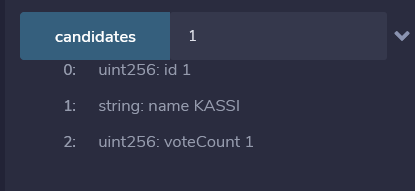 candidates 1
0: uint256: id 1
1: string: name KASSI
2: uint256: voteCount 1